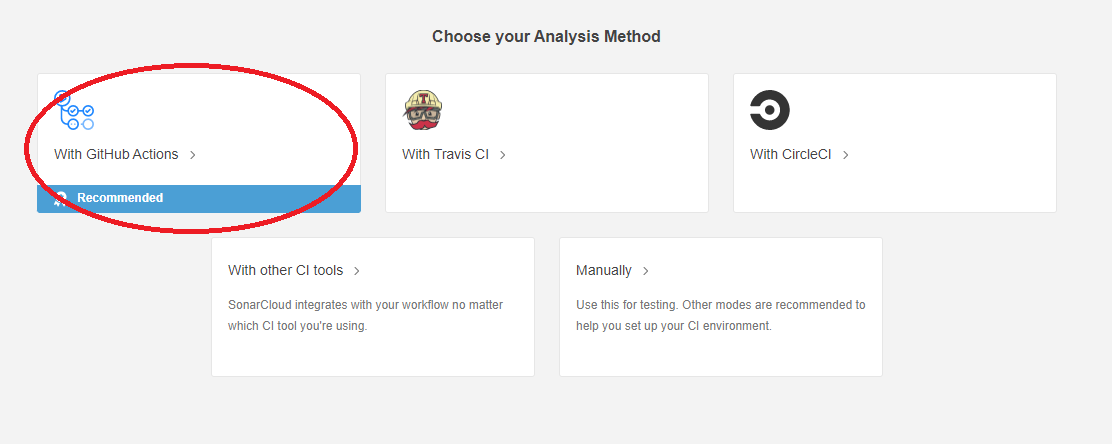 Choose your Analysis Method
With GitHub Actions
With Travis CI
With CircleCI
Recommended
With other CI tools
SonarCloud integrates with your workflow no matter
which CI tool you're using.
Manually
Use this for testing. Other modes are recommended to
help you set up your CI environment.